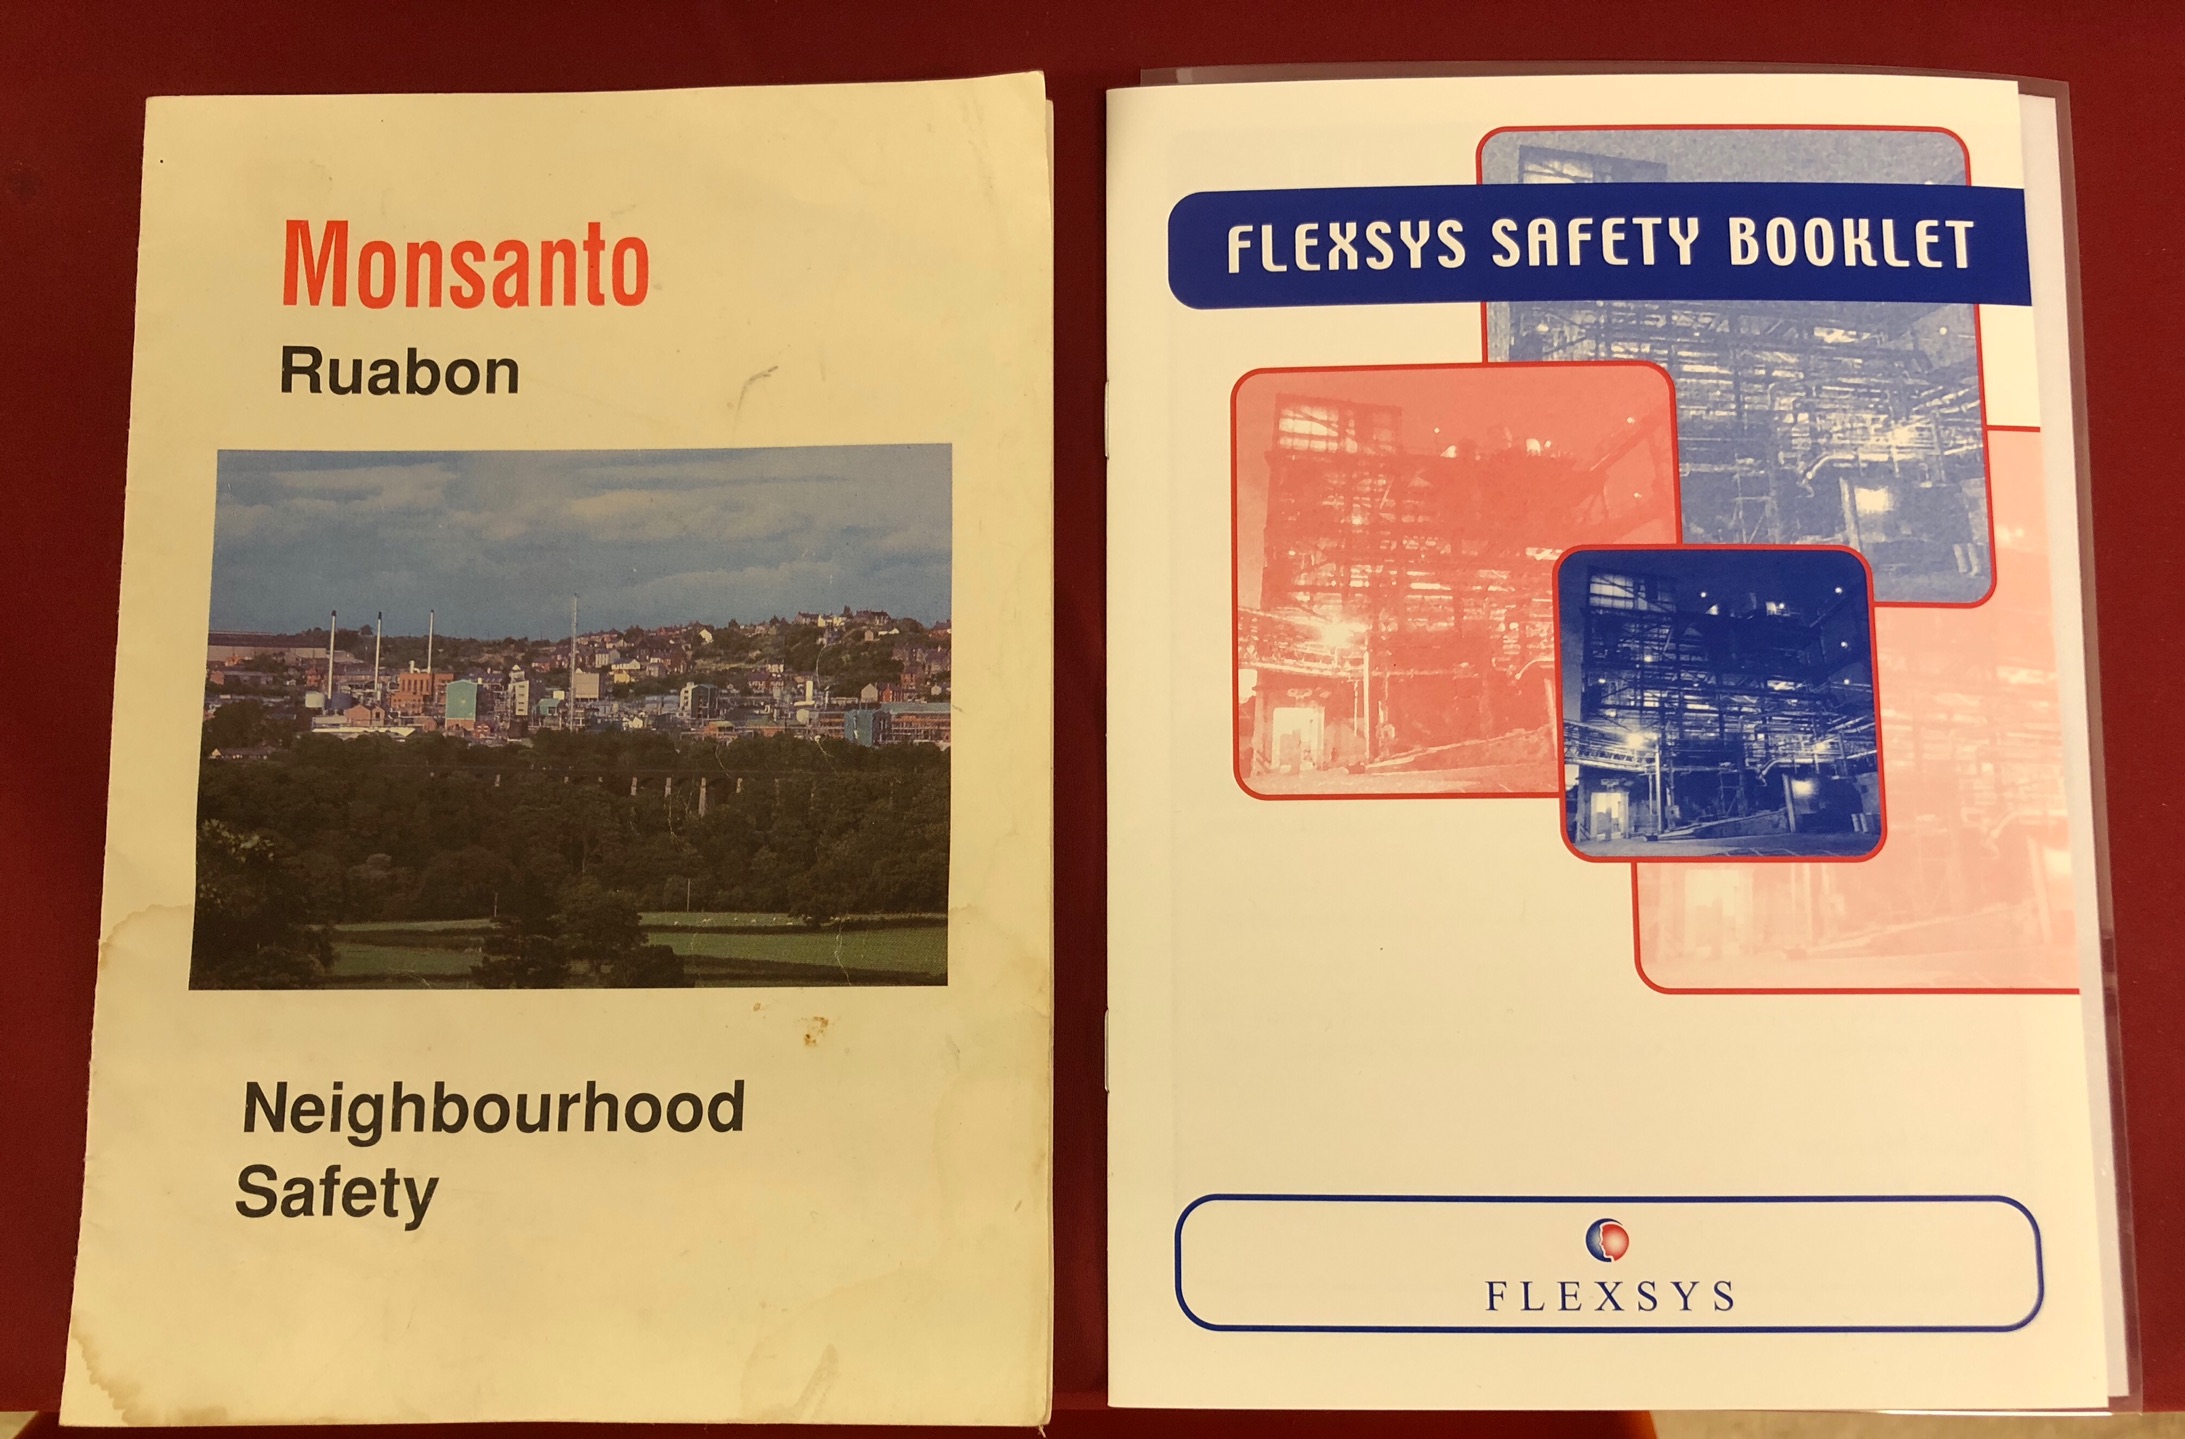 Monsanto
Ruabon
Neighbourhood
Safety
FLEXSYS SAFETY BOOKLET
FLEXSYS